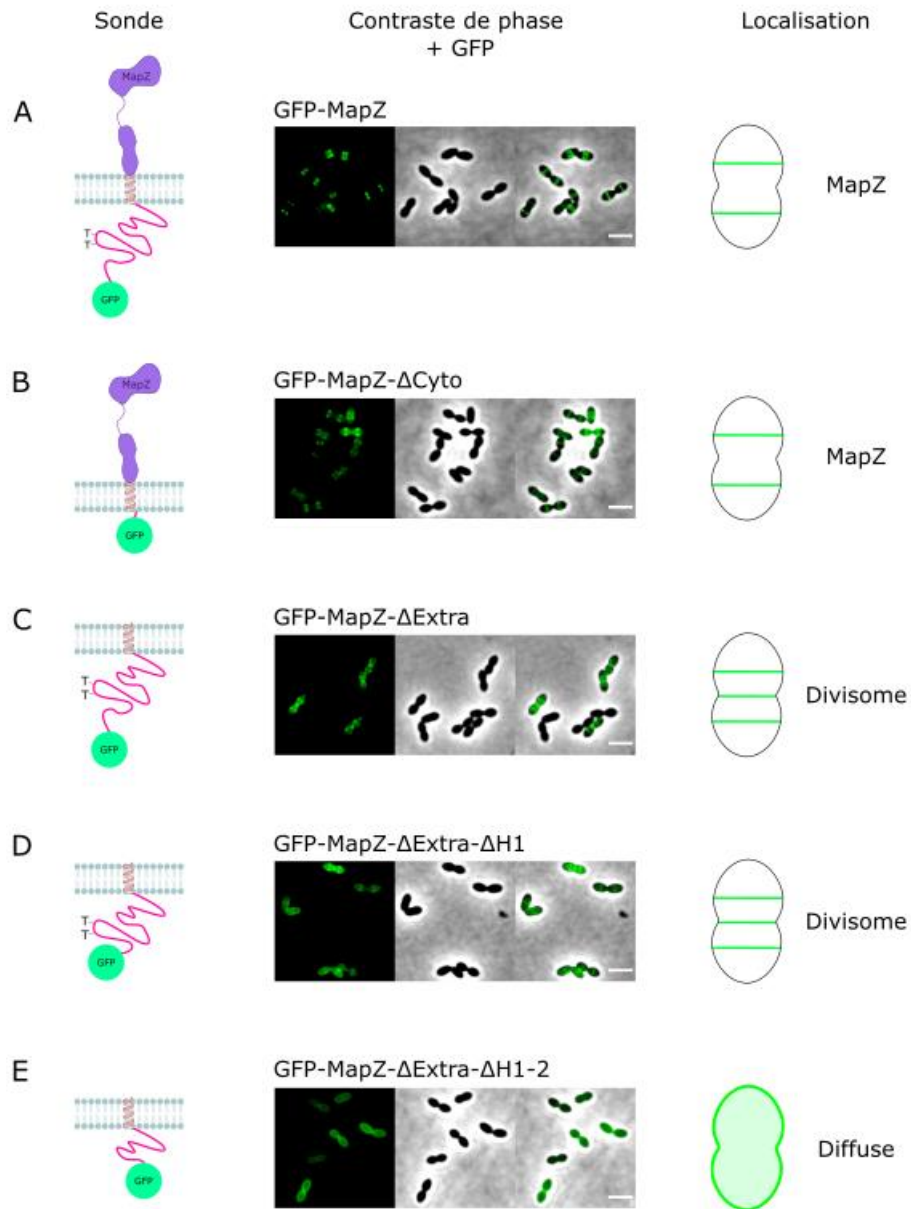 Sonde
Contraste de phase
+ GFP
Localisation
A
MapZ
T
T
GFP
GFP-MapZ
MapZ
B
MapZ
GFP
GFP-MapZ-ΔCyto
MapZ
C
T
T
GFP
GFP-MapZ-ΔExtra
Divisome
D
T
T
GFP
GFP-MapZ-ΔExtra-ΔH1
Divisome
E
GFP
GFP-MapZ-ΔExtra-ΔH1-2
Diffuse